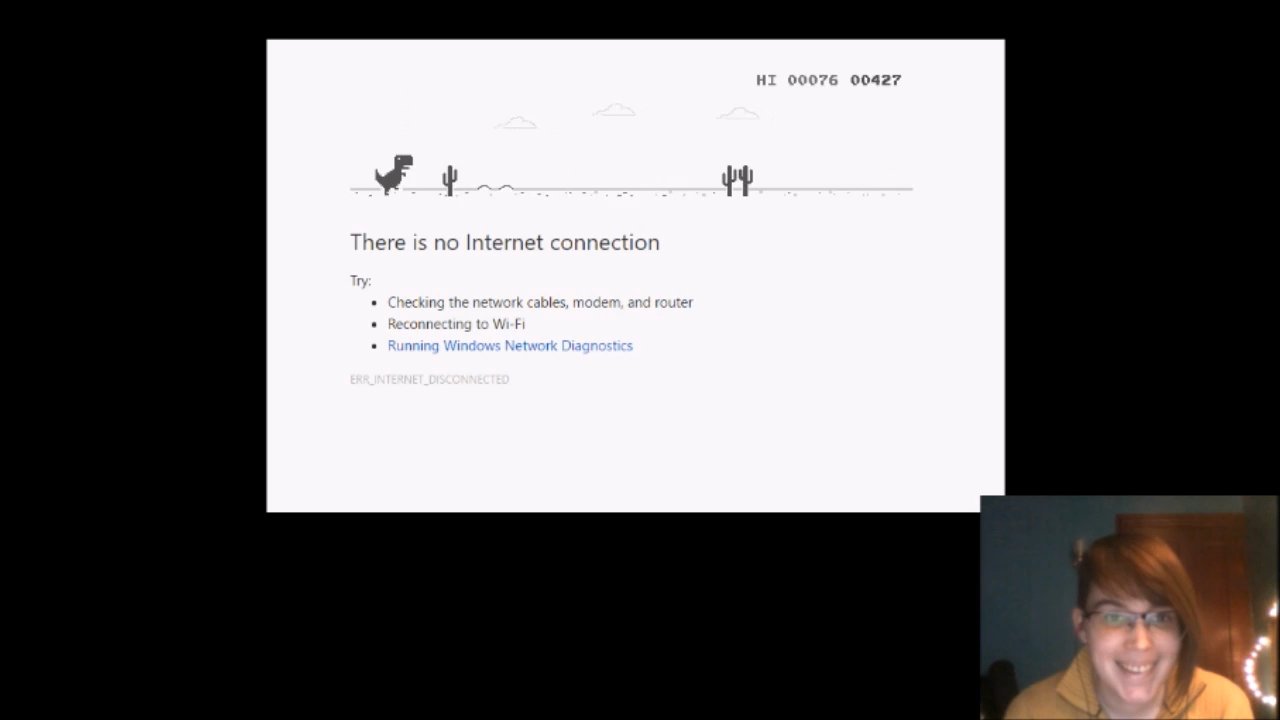 HI 00076 00427
There is no Internet connection
Try:
Checking the network cables, modem, and router
Reconnecting to Wi-Fi
Running Windows Network Diagnostics
ERR_INTERNET_DISCONNECTED